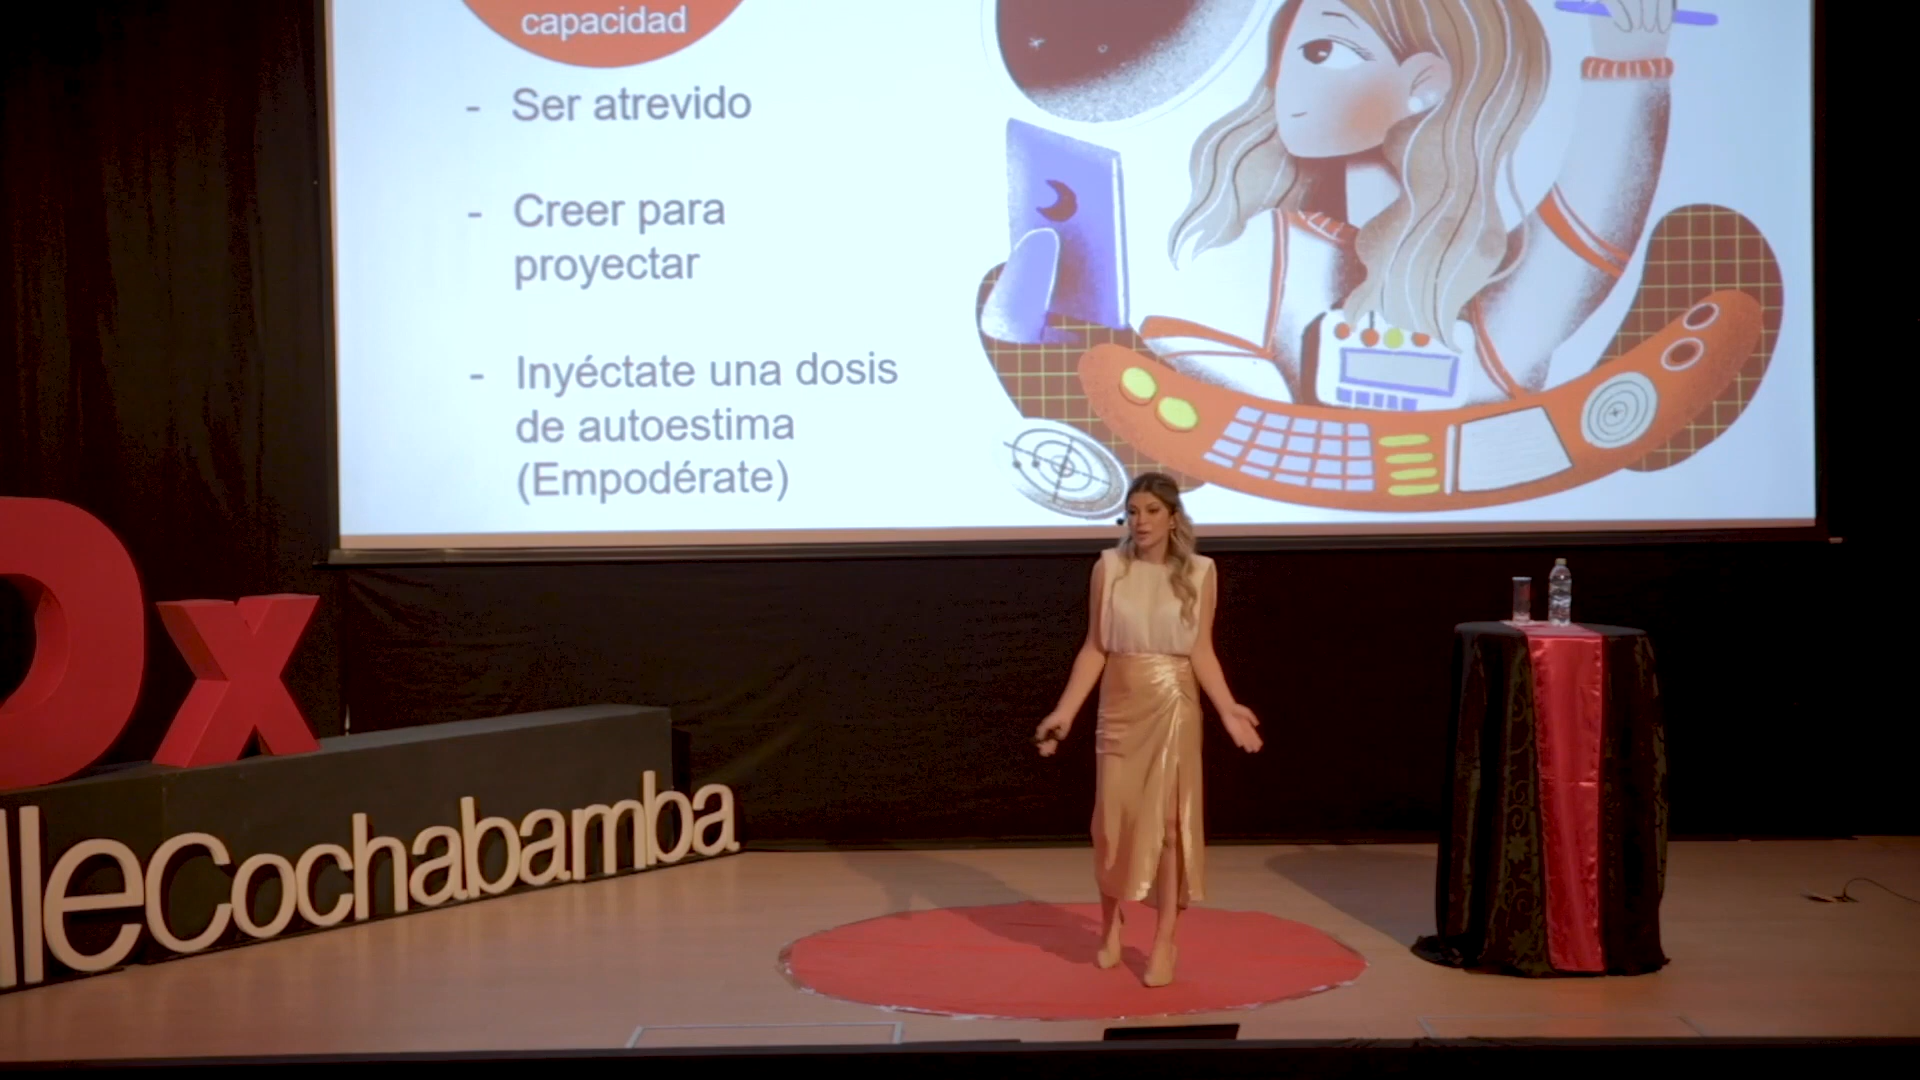 capacidad
- Ser atrevido
- Creer para
proyectar
- Inyéctate una dosis
de autoestima
(Empodérate)
Dx
lleCochabamba